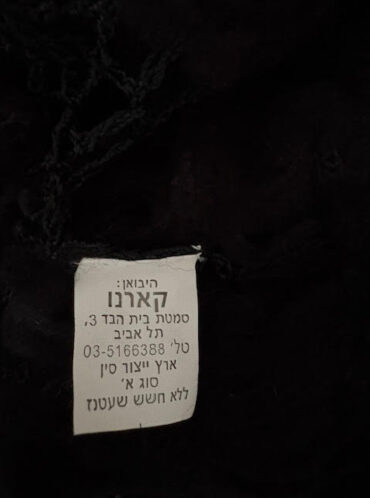 היבואן:
קארנו
סמטת בית הבד 3,
תל אביב
טל' 03-5166388
ארץ ייצור סין
סוג א'
ללא חשש שעטנז